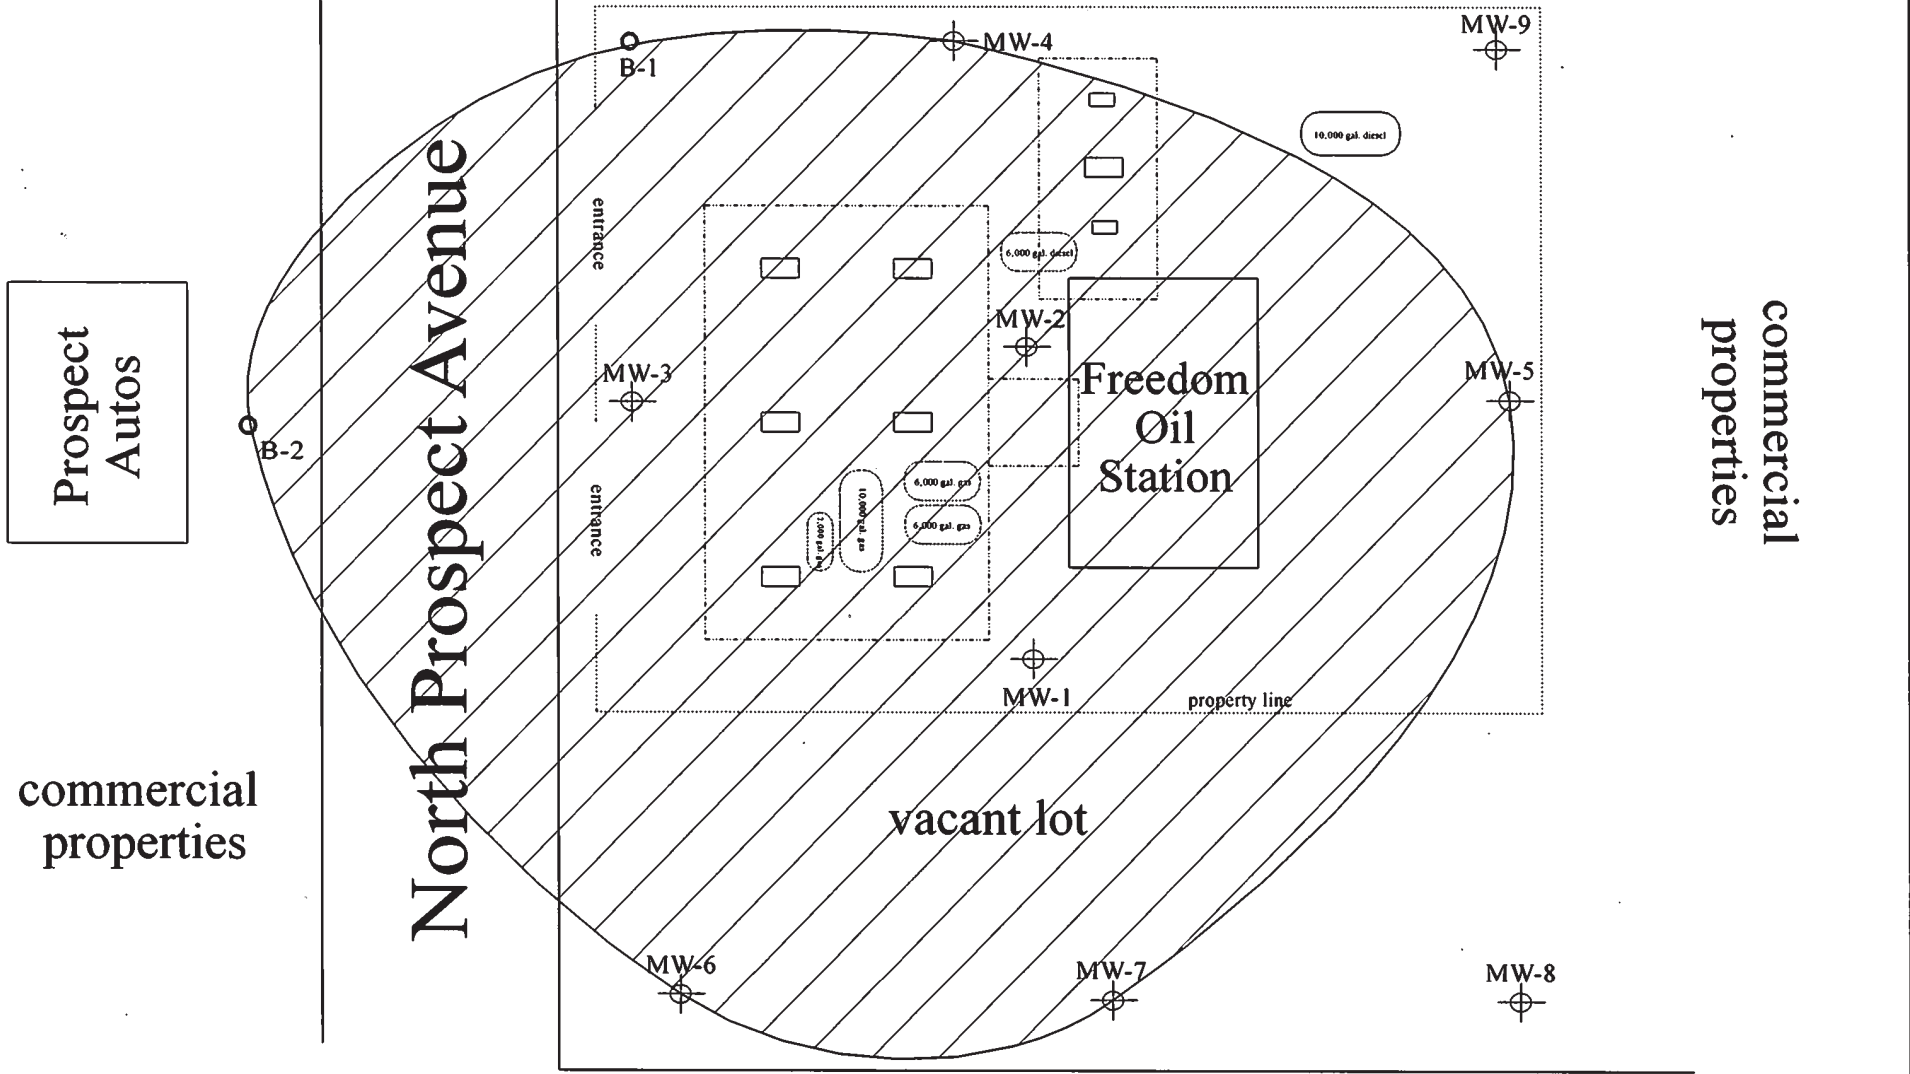 MW-9
MW-4
B-1
10,000 gal. diesel
entrance
6,000 gal. diesel
North Prospect Avenue
MW-2
MW-3
MW-5
Prospect
Autos
Freedom
Oil
Station
commercial
properties
B-2
6,000 gal. gas
10,000 gal. gas
6,000 gal. gas
entrance
MW-1
property line
commercial
properties
vacant lot
MW-6
MW-7
MW-8